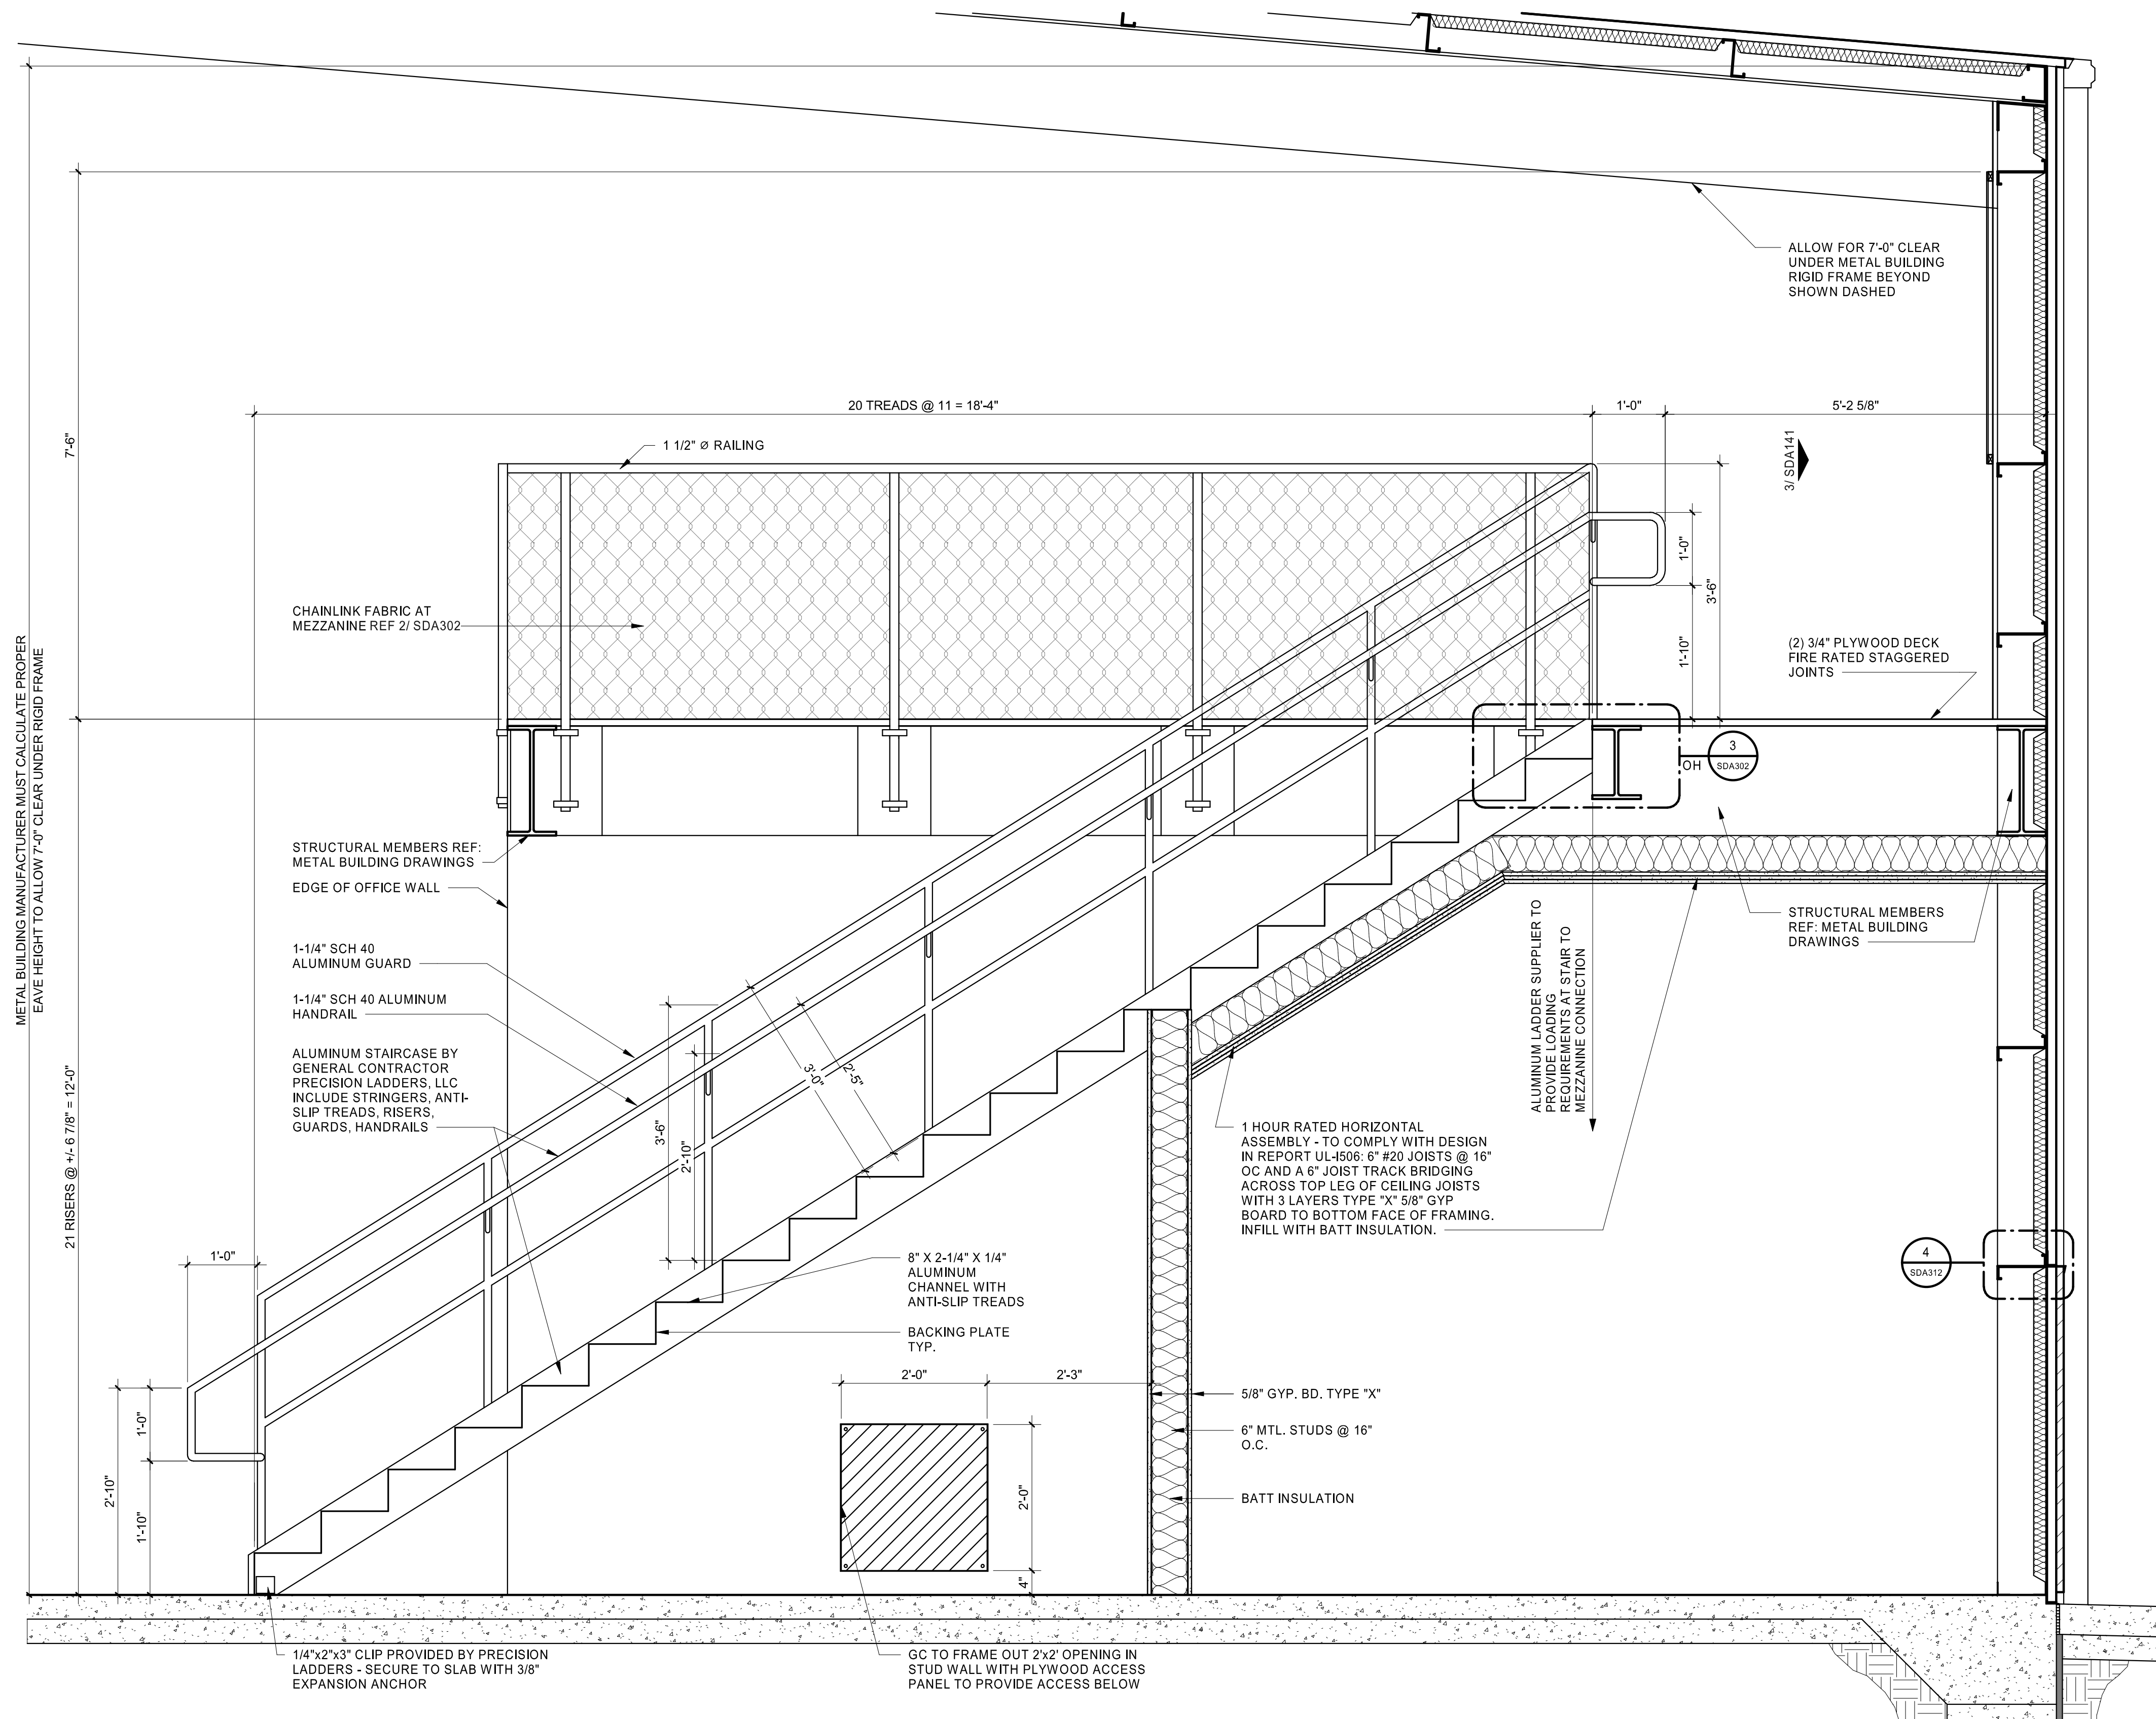 ALLOW FOR 7'-0" CLEAR
UNDER METAL BUILDING
RIGID FRAME BEYOND
SHOWN DASHED
20 TREADS @ 11 = 18'-4"
1'-0"
5'-2 5/8"
7'-6"
1 1/2" Ø RAILING
3/ SDA141
1'-0"
3'-6"
1'-10"
CHAINLINK FABRIC AT
MEZZANINE REF 2/ SDA302
(2) 3/4" PLYWOOD DECK
FIRE RATED STAGGERED
JOINTS
METAL BUILDING MANUFACTURER MUST CALCULATE PROPER
EAVE HEIGHT TO ALLOW 7'-0" CLEAR UNDER RIGID FRAME
OH
3
SDA302
STRUCTURAL MEMBERS REF:
METAL BUILDING DRAWINGS
EDGE OF OFFICE WALL
STRUCTURAL MEMBERS
REF: METAL BUILDING
DRAWINGS
1-1/4" SCH 40
ALUMINUM GUARD
1-1/4" SCH 40 ALUMINUM
HANDRAIL
ALUMINUM STAIRCASE BY
GENERAL CONTRACTOR
PRECISION LADDERS, LLC
INCLUDE STRINGERS, ANTI-
SLIP TREADS, RISERS,
GUARDS, HANDRAILS
ALUMINUM LADDER SUPPLIER TO
PROVIDE LOADING
REQUIREMENTS AT STAIR TO
MEZZANINE CONNECTION
3'-0"
2'-5"
3'-6"
2'-10"
21 RISERS @ +/- 6 7/8" = 12'-0"
1 HOUR RATED HORIZONTAL
ASSEMBLY - TO COMPLY WITH DESIGN
IN REPORT UL-I506: 6" #20 JOISTS @ 16"
OC AND A 6" JOIST TRACK BRIDGING
ACROSS TOP LEG OF CEILING JOISTS
WITH 3 LAYERS TYPE "X" 5/8" GYP
BOARD TO BOTTOM FACE OF FRAMING.
INFILL WITH BATT INSULATION.
1'-0"
8" X 2-1/4" X 1/4"
ALUMINUM
CHANNEL WITH
ANTI-SLIP TREADS
BACKING PLATE
TYP.
4
SDA312
2'-0"
2'-3"
5/8" GYP. BD. TYPE "X"
6" MTL. STUDS @ 16"
O.C.
BATT INSULATION
1'-0"
2'-10"
1'-10"
2'-0"
4"
1/4"x2"x3" CLIP PROVIDED BY PRECISION
LADDERS - SECURE TO SLAB WITH 3/8"
EXPANSION ANCHOR
GC TO FRAME OUT 2'x2' OPENING IN
STUD WALL WITH PLYWOOD ACCESS
PANEL TO PROVIDE ACCESS BELOW